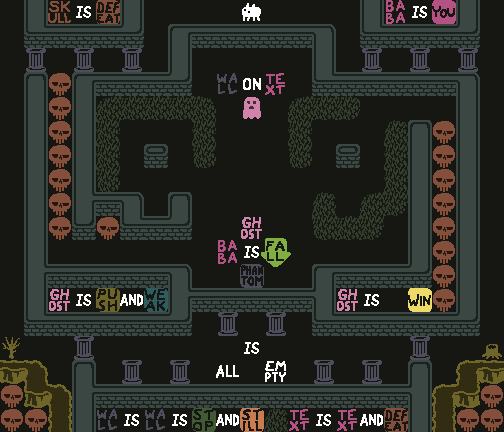 SKULL IS DEFEAT BABA IS YOU
WALL ON TEXT
GHOST
BABA IS FALL
PHANTOM
GHOST IS PUSH AND WEAK GHOST IS WIN
IS
ALL EMPTY
WALL IS WALL IS STOP AND STILL TEXT IS TEXT AND DEFEAT